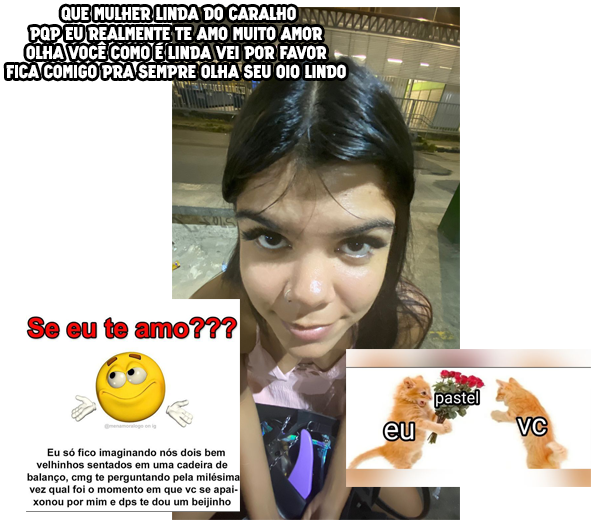 QUE MULHER LINDA DO CARALHO
PQP EU REALMENTE TE AMO MUITO AMOR
OLHA VOCÊ COMO É LINDA VEI POR FAVOR
FICA COMIGO PRA SEMPRE OLHA SEU OIO LINDO
Se eu te amo???
Eu só fico imaginando nós dois bem
velhinhos sentados em uma cadeira de
balanço, cmg te perguntando pela milésima
vez qual foi o momento em que vc se apai-
xonou por mim e dps te dou um beijinho
pastel
eu
vc